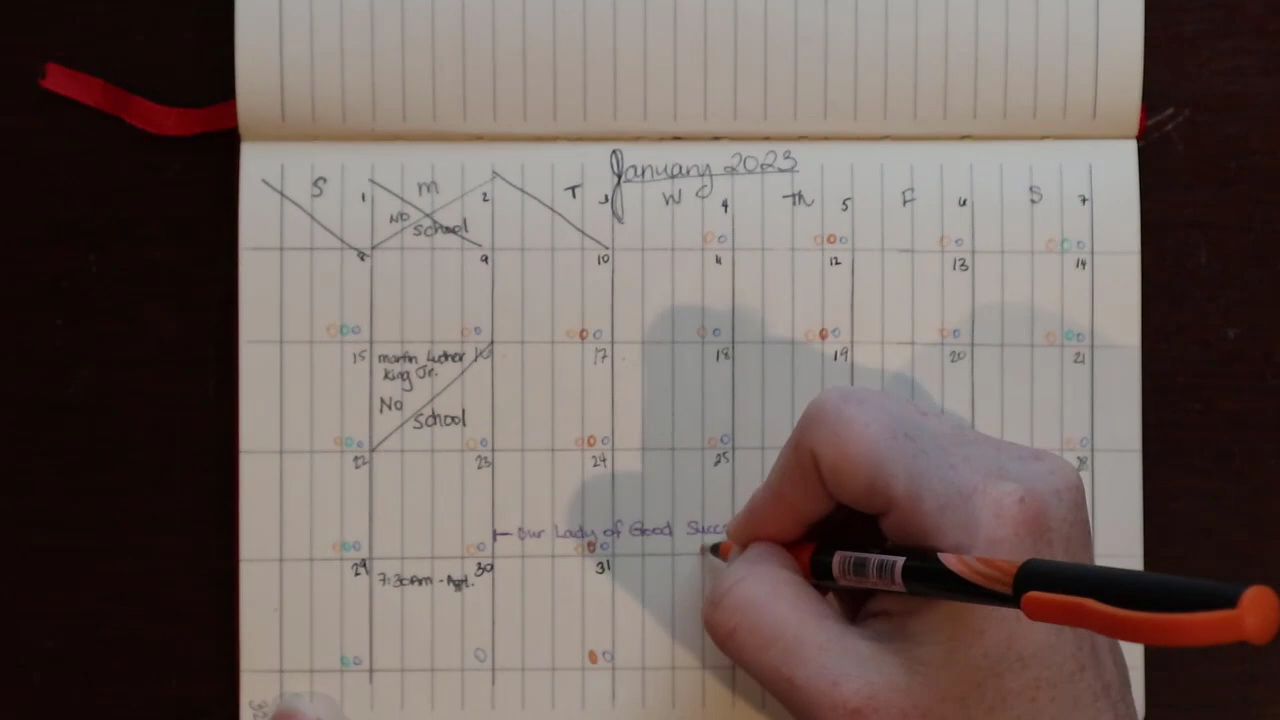 January 2023
S 1 m 2 T 3 W 4 Th 5 F 6 S 7
No
School
8 9 10 11 12 13 14
15 martin Luther 16 17 18 19 20 21
King Jr.
No
School
22 23 24 25 28
Our Lady of Good
29 30 31
7:30Am -